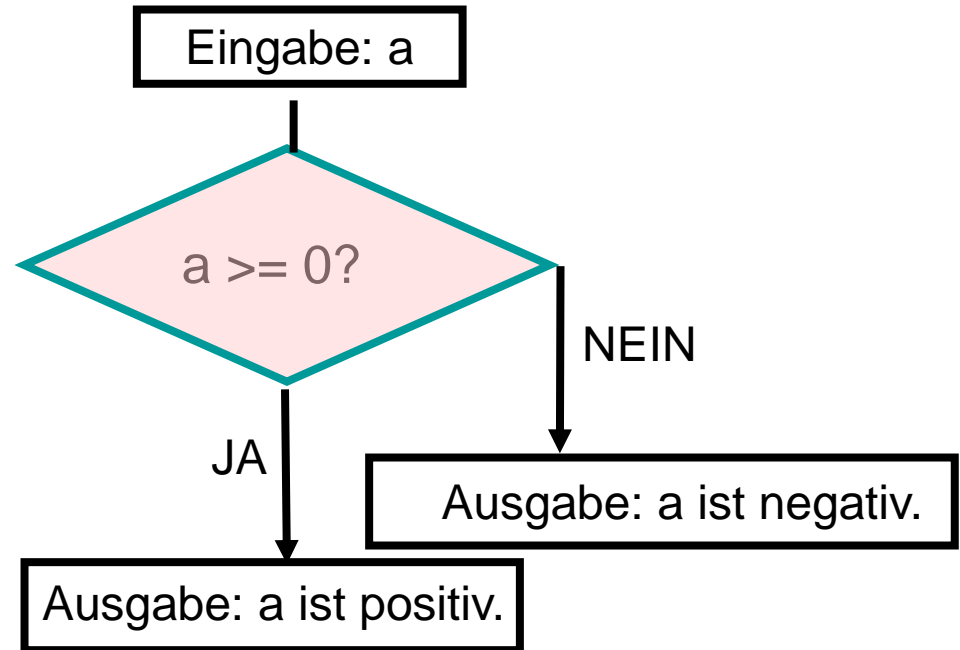 Eingabe: a
a >= 0?
NEIN
JA
Ausgabe: a ist negativ.
Ausgabe: a ist positiv.